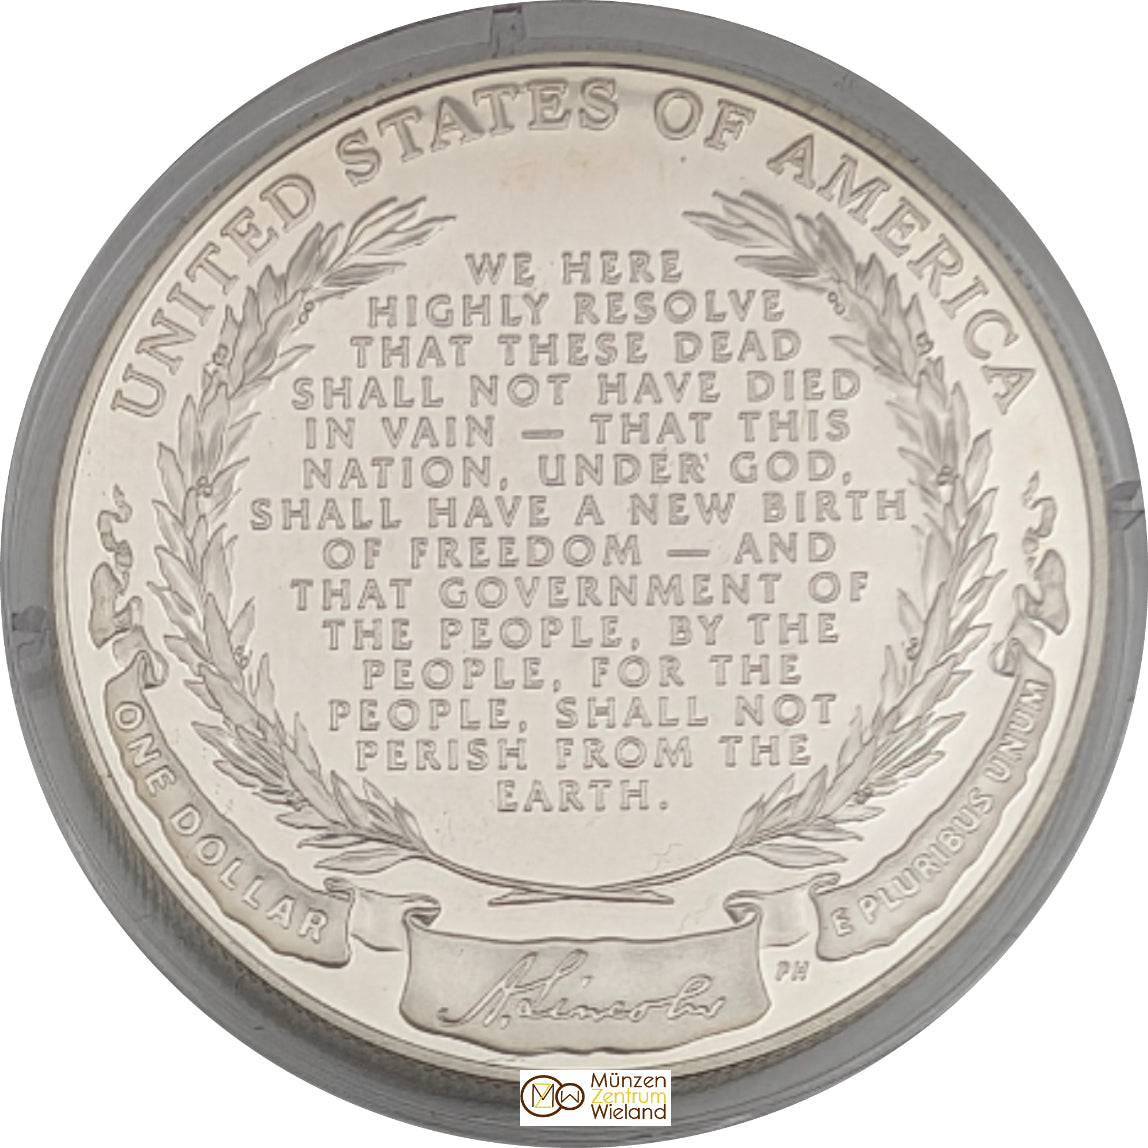 UNITED STATES OF AMERICA
WE HERE
HIGHLY RESOLVE
THAT THESE DEAD
SHALL NOT HAVE DIED
IN VAIN — THAT THIS
NATION, UNDER GOD,
SHALL HAVE A NEW BIRTH
OF FREEDOM — AND
THAT GOVERNMENT OF
THE PEOPLE, BY THE
PEOPLE, FOR THE
PEOPLE, SHALL NOT
PERISH FROM THE
EARTH.
ONE DOLLAR
E PLURIBUS UNUM
A. Lincoln
PH
MZW
Münzen
Zentrum
Wieland